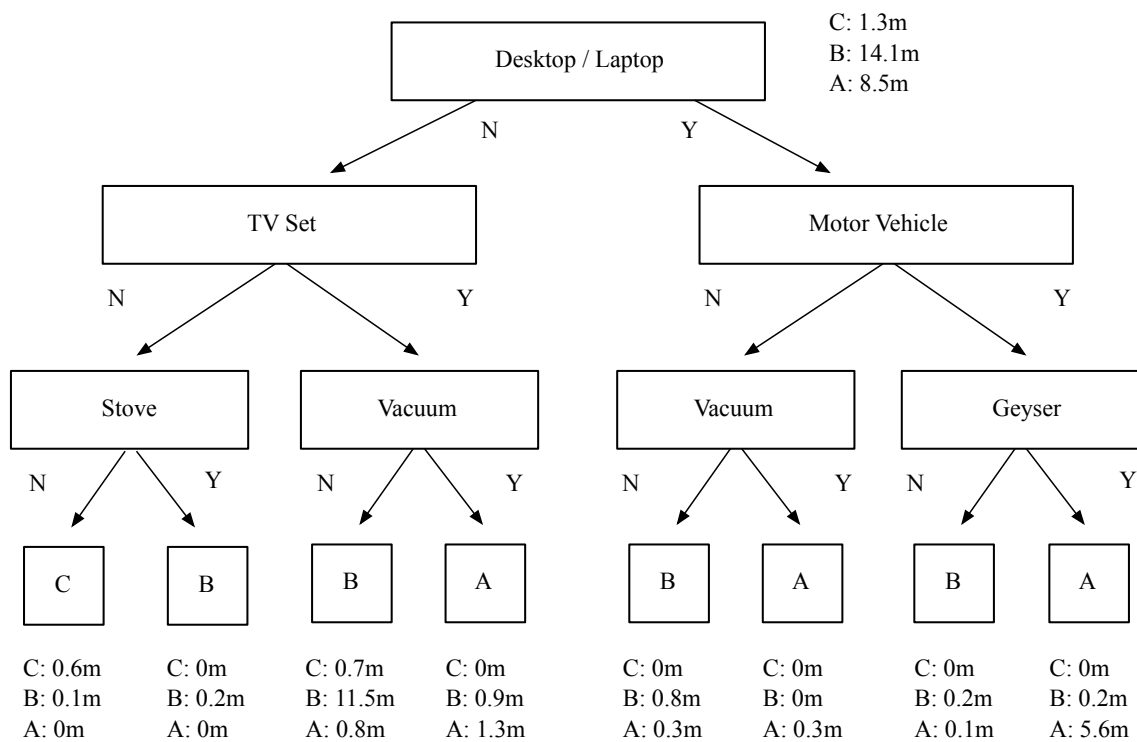 Desktop / Laptop
C: 1.3m
B: 14.1m
A: 8.5m
N
Y
TV Set
Motor Vehicle
N
Y
N
Y
Stove
Vacuum
Vacuum
Geyser
N
Y
N
Y
N
Y
N
Y
C
B
B
A
B
A
B
A
C: 0.6m
B: 0.1m
A: 0m
C: 0m
B: 0.2m
A: 0m
C: 0.7m
B: 11.5m
A: 0.8m
C: 0m
B: 0.9m
A: 1.3m
C: 0m
B: 0.8m
A: 0.3m
C: 0m
B: 0m
A: 0.3m
C: 0m
B: 0.2m
A: 0.1m
C: 0m
B: 0.2m
A: 5.6m